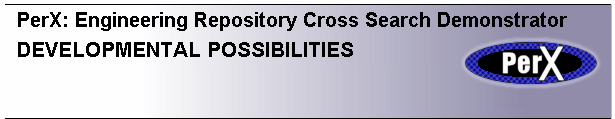 PerX: Engineering Repository Cross Search Demonstrator
DEVELOPMENTAL POSSIBILITIES
PerX